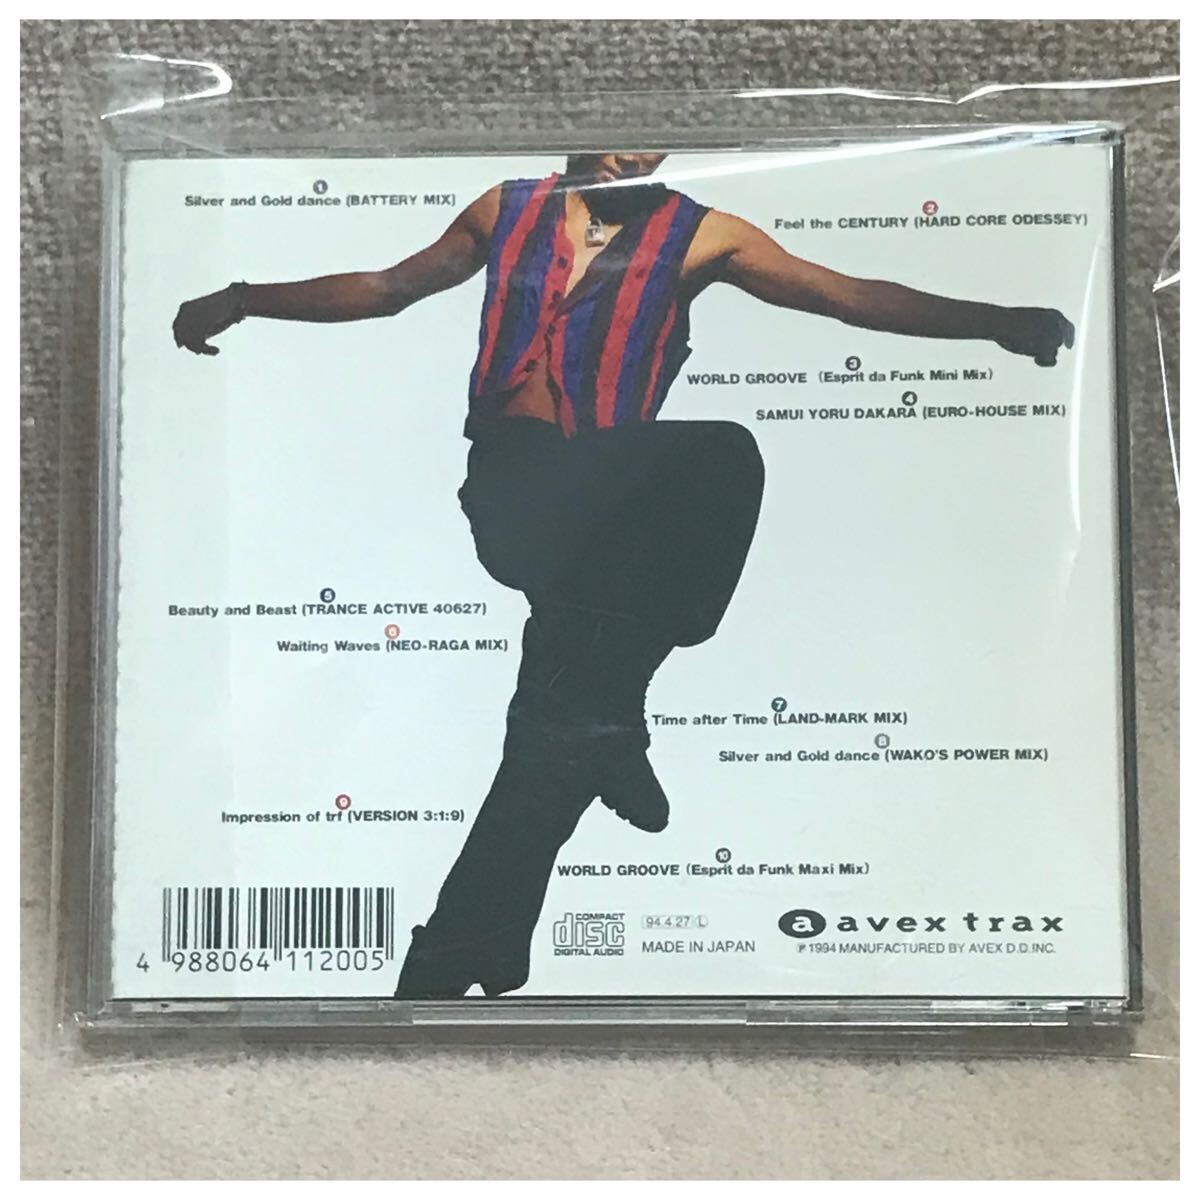 1
Silver and Gold dance (BATTERY MIX)
2
Feel the CENTURY (HARD CORE ODESSEY)
3
WORLD GROOVE (Esprit da Funk Mini Mix)
4
SAMUI YORU DAKARA (EURO-HOUSE MIX)
5
Beauty and Beast (TRANCE ACTIVE 40627)
6
Waiting Waves (NEO-RAGA MIX)
7
Time after Time (LAND-MARK MIX)
8
Silver and Gold dance (WAKO'S POWER MIX)
9
Impression of trf (VERSION 3:1:9)
10
WORLD GROOVE (Esprit da Funk Maxi Mix)
4 988064 112005
COMPACT
disc
DIGITAL AUDIO
94.4.27 L
MADE IN JAPAN
a avex trax
℗ 1994 MANUFACTURED BY AVEX D.D.INC.